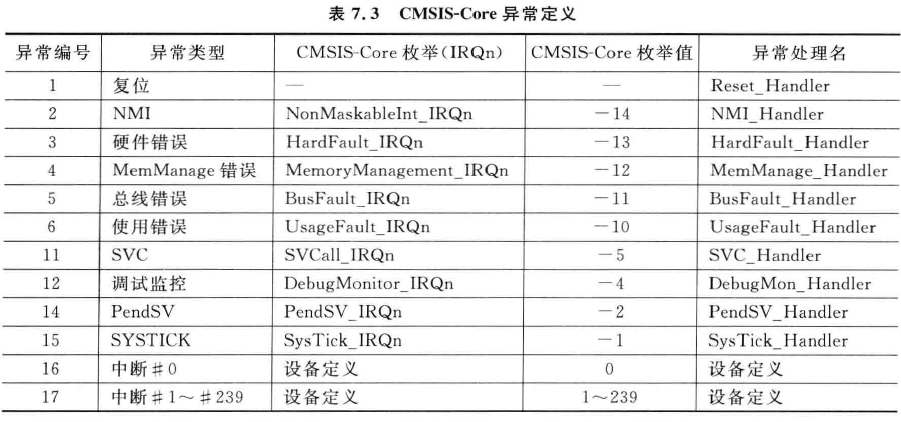 表 7.3 CMSIS-Core 异常定义
异常编号 异常类型 CMSIS-Core 枚举(IRQn) CMSIS-Core 枚举值 异常处理名
1 复位 — — Reset_Handler
2 NMI NonMaskableInt_IRQn −14 NMI_Handler
3 硬件错误 HardFault_IRQn −13 HardFault_Handler
4 MemManage 错误 MemoryManagement_IRQn −12 MemManage_Handler
5 总线错误 BusFault_IRQn −11 BusFault_Handler
6 使用错误 UsageFault_IRQn −10 UsageFault_Handler
11 SVC SVCall_IRQn −5 SVC_Handler
12 调试监控 DebugMonitor_IRQn −4 DebugMon_Handler
14 PendSV PendSV_IRQn −2 PendSV_Handler
15 SYSTICK SysTick_IRQn −1 SysTick_Handler
16 中断#0 设备定义 0 设备定义
17 中断#1~#239 设备定义 1~239 设备定义